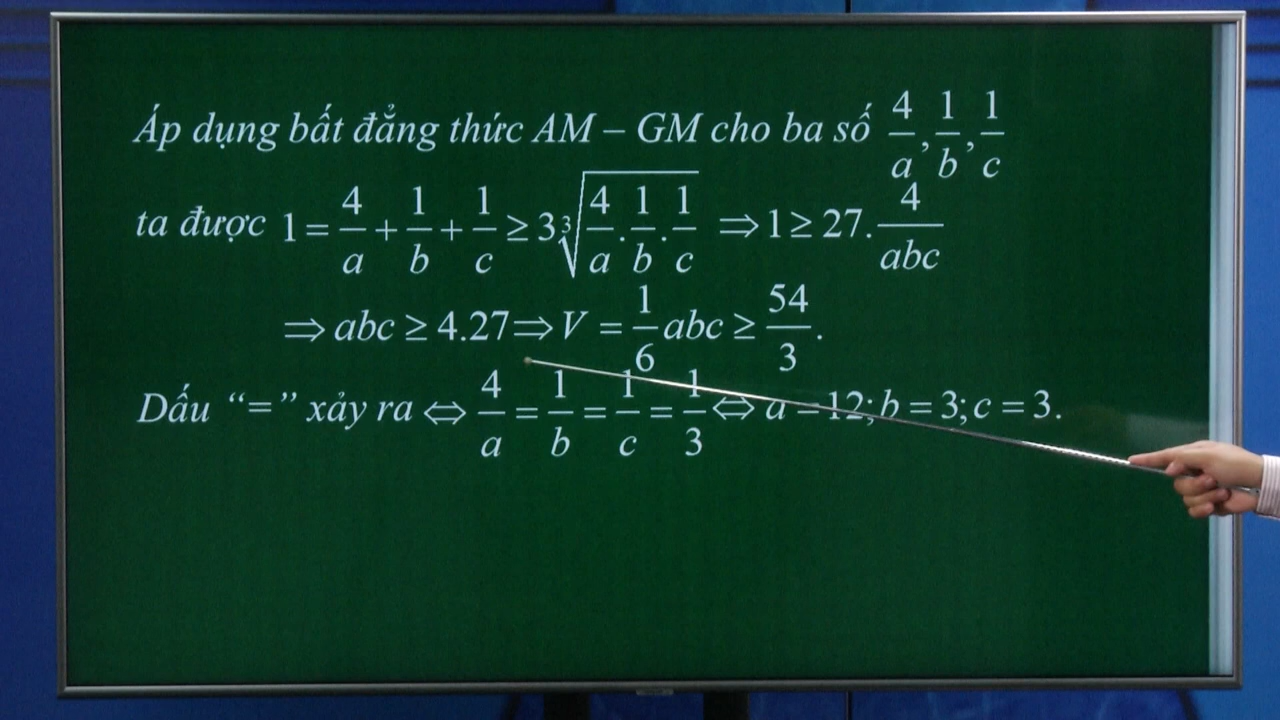 Áp dụng bất đẳng thức AM – GM cho ba số 4/a, 1/b, 1/c
ta được 1 = 4/a + 1/b + 1/c ≥ 3∛(4/a . 1/b . 1/c) ⇒ 1 ≥ 27. 4/abc
⇒ abc ≥ 4.27 ⇒ V = 1/6 abc ≥ 54/3.
Dấu “=” xảy ra ⇔ 4/a = 1/b = 1/c = 1/3 ⇔ a = 12; b = 3; c = 3.